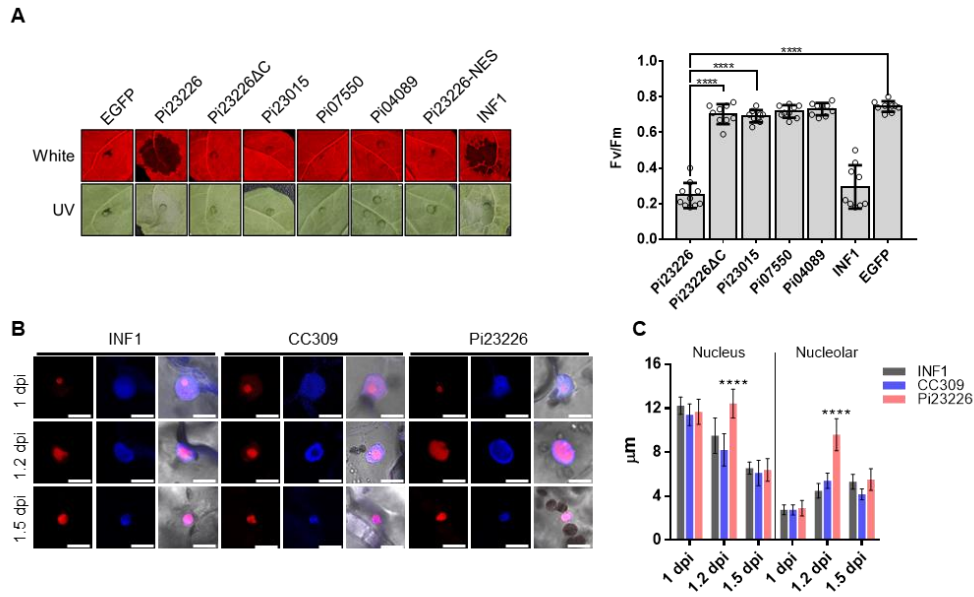 A
EGFP
Pi23226
Pi23226ΔC
Pi23015
Pi07550
Pi04089
Pi23226-NES
INF1
White
UV
****
****
****
Fv/Fm
1.0
0.8
0.6
0.4
0.2
0.0
Pi23226
Pi23226ΔC
Pi23015
Pi07550
Pi04089
INF1
EGFP
B
INF1 CC309 Pi23226
1 dpi
1.2 dpi
1.5 dpi
C
Nucleus Nucleolar
INF1
CC309
Pi23226
****
****
μm
16
12
8
4
0
1 dpi
1.2 dpi
1.5 dpi
1 dpi
1.2 dpi
1.5 dpi